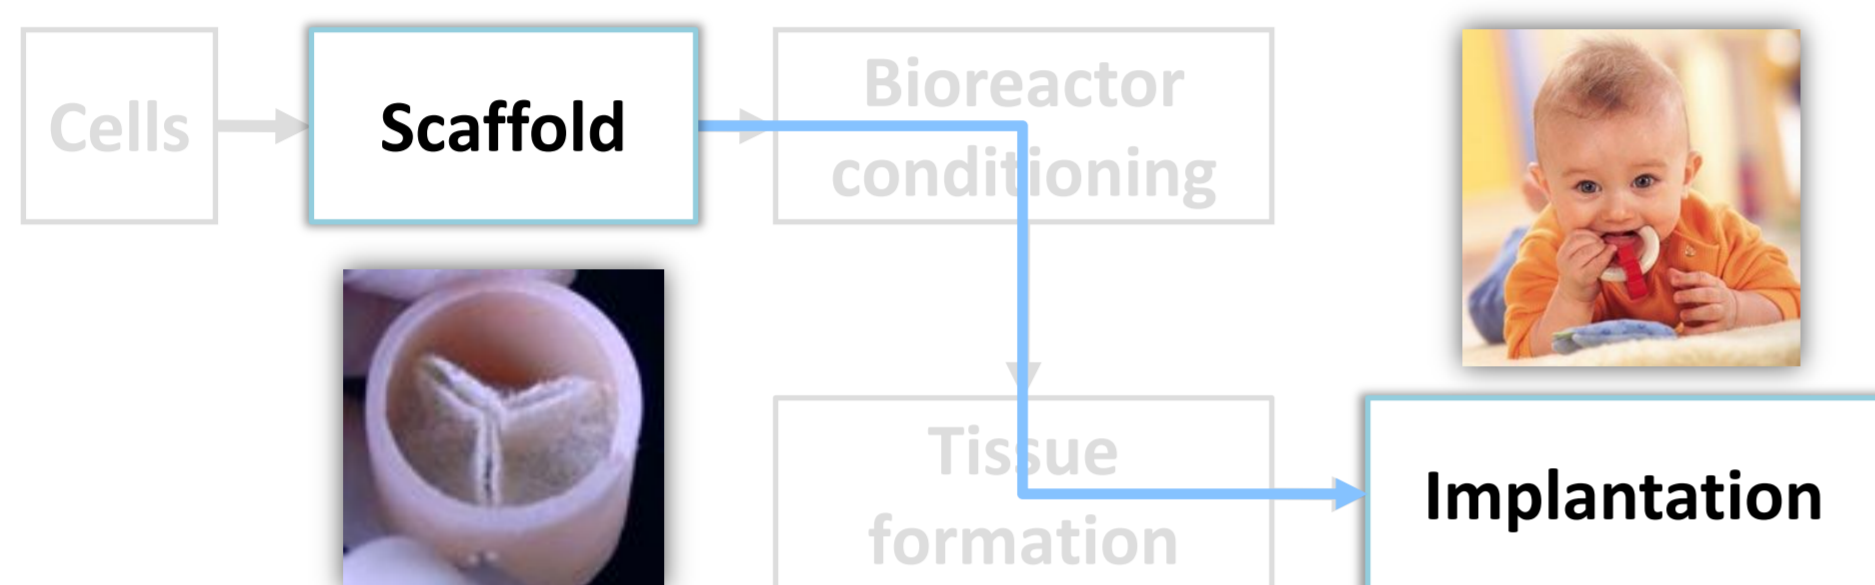 Cells
Scaffold
Bioreactor
conditioning
Tissue
formation
Implantation